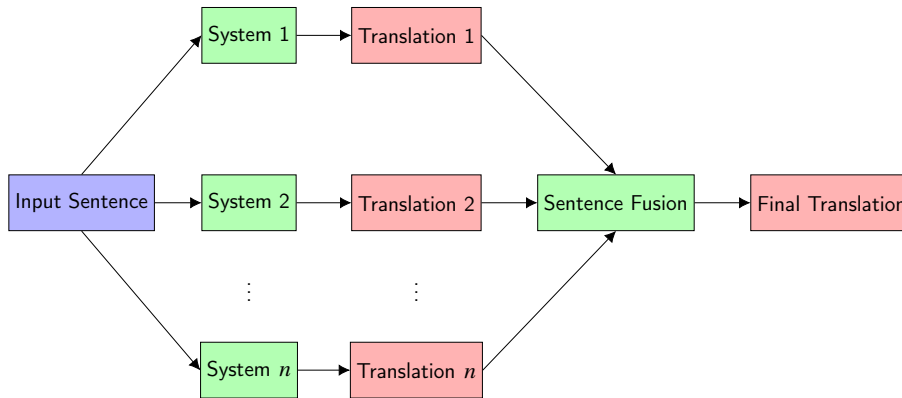 System 1
Translation 1
Input Sentence
System 2
Translation 2
Sentence Fusion
Final Translation
⋮
⋮
System n
Translation n